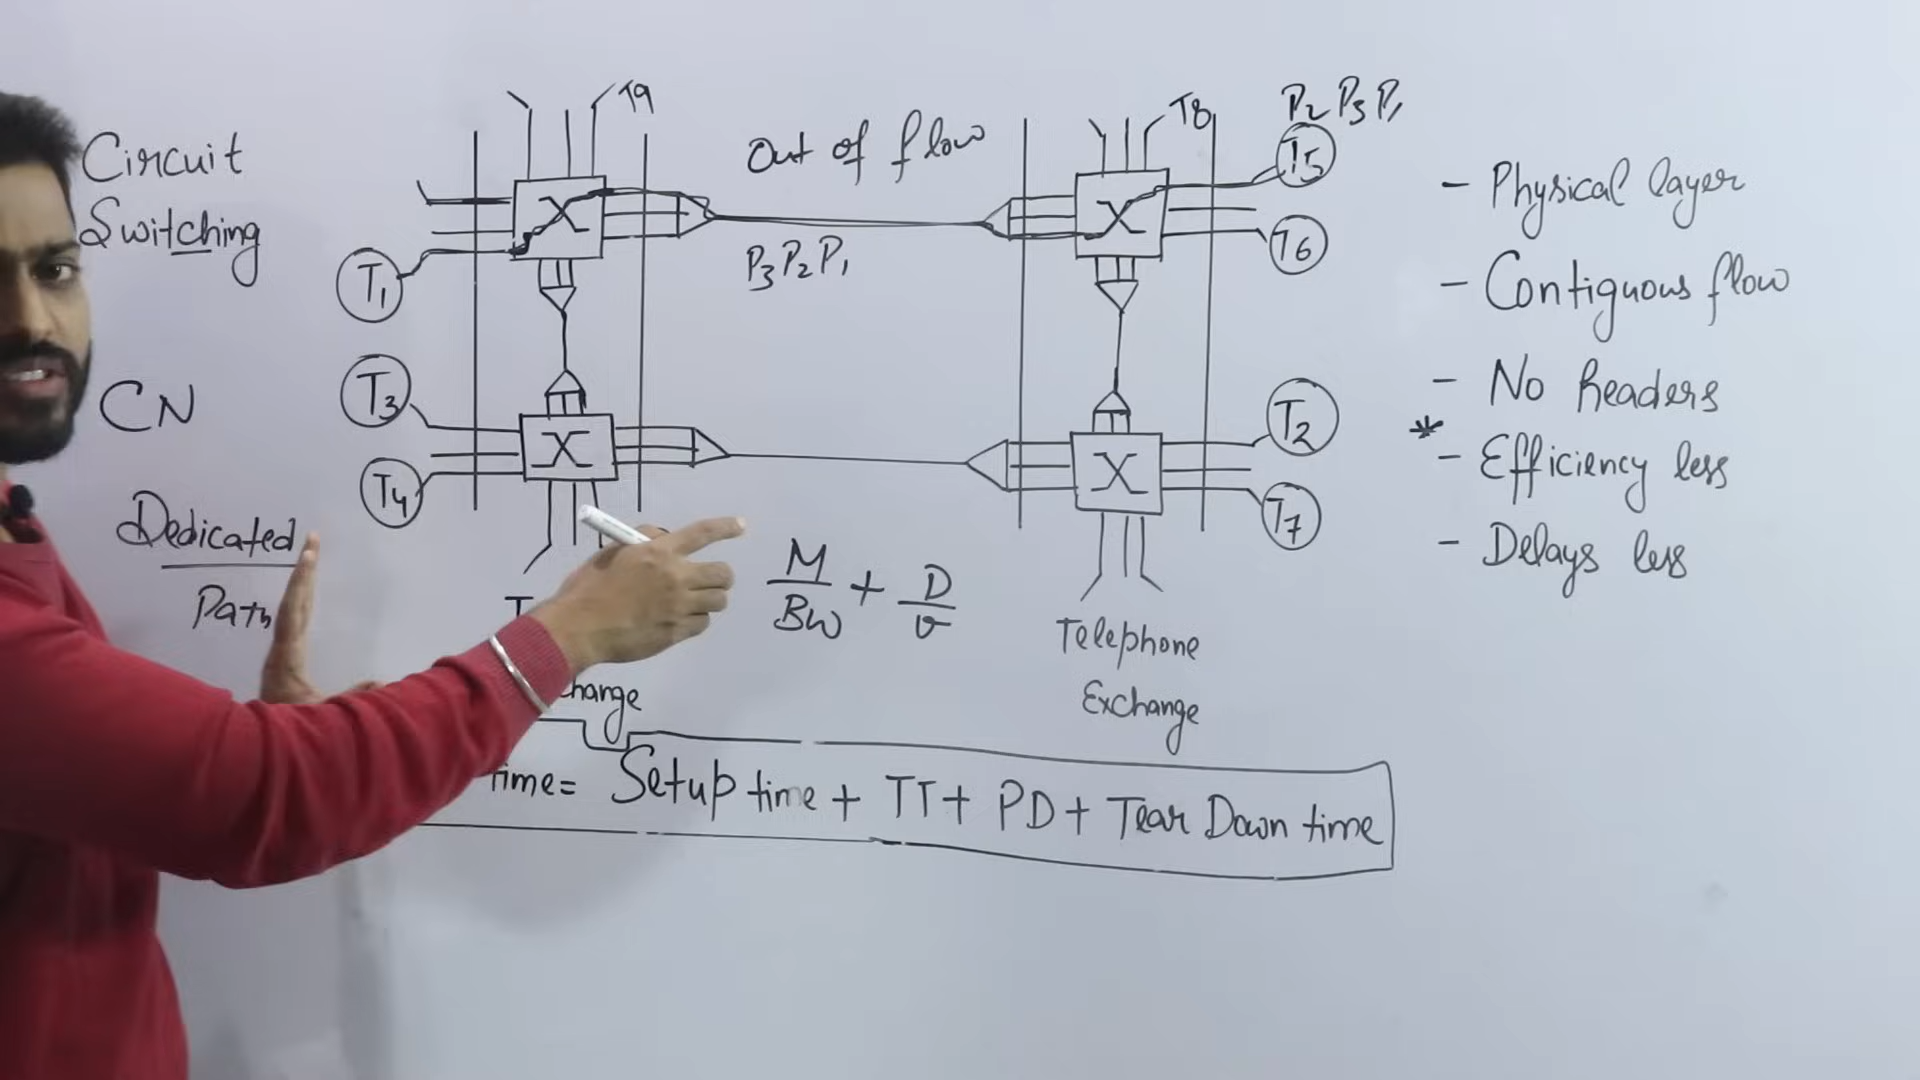 Circuit
Switching
CN
Dedicated
Path
T9
Out of flow
P3 P2 P1
T8
P2 P3 P1
T1
T3
T4
T5
T6
T2
T7
M/BW + D/v
change
Telephone
Exchange
time = Setup time + TT + PD + Tear Down time
- Physical layer
- Contiguous flow
- No headers
* - Efficiency less
- Delays less